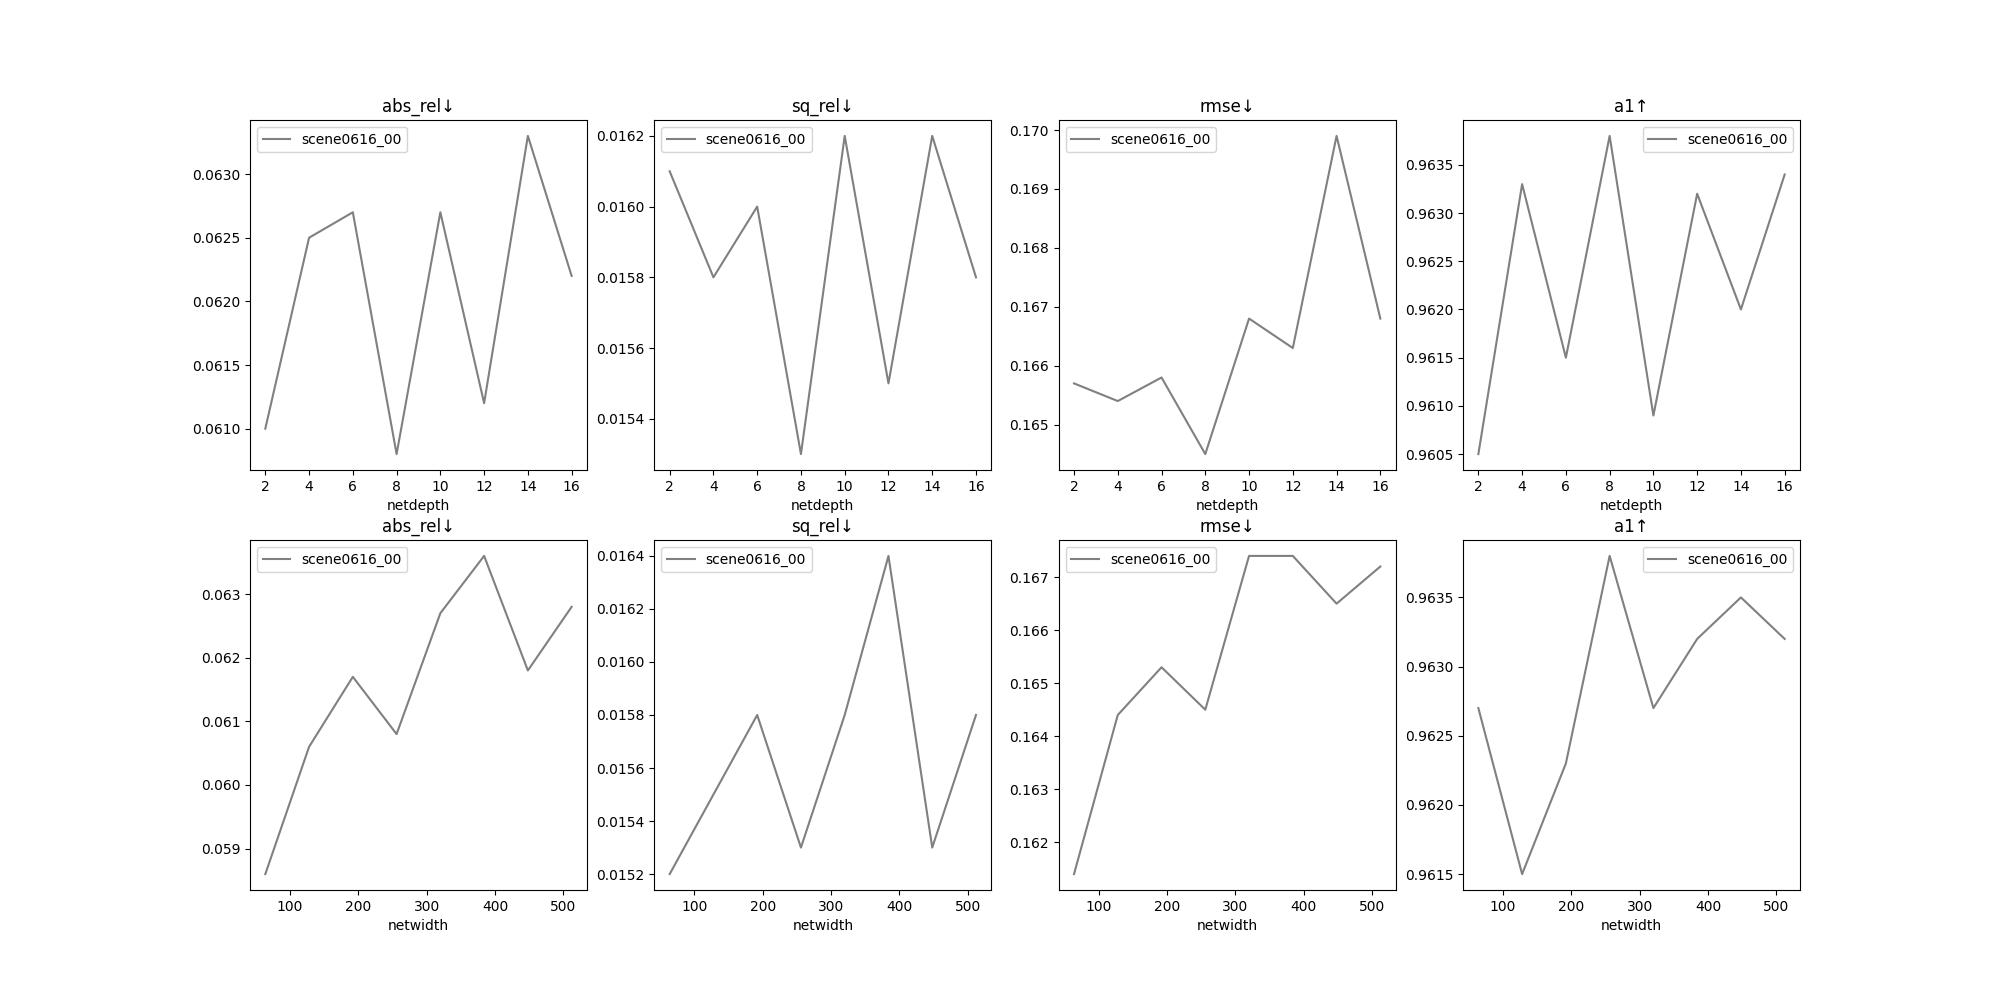 abs_rel↓
scene0616_00
0.0630
0.0625
0.0620
0.0615
0.0610
2 4 6 8 10 12 14 16
netdepth
sq_rel↓
scene0616_00
0.0162
0.0160
0.0158
0.0156
0.0154
2 4 6 8 10 12 14 16
netdepth
rmse↓
scene0616_00
0.170
0.169
0.168
0.167
0.166
0.165
2 4 6 8 10 12 14 16
netdepth
a1↑
scene0616_00
0.9635
0.9630
0.9625
0.9620
0.9615
0.9610
0.9605
2 4 6 8 10 12 14 16
netdepth
abs_rel↓
scene0616_00
0.063
0.062
0.061
0.060
0.059
100 200 300 400 500
netwidth
sq_rel↓
scene0616_00
0.0164
0.0162
0.0160
0.0158
0.0156
0.0154
0.0152
100 200 300 400 500
netwidth
rmse↓
scene0616_00
0.167
0.166
0.165
0.164
0.163
0.162
100 200 300 400 500
netwidth
a1↑
scene0616_00
0.9635
0.9630
0.9625
0.9620
0.9615
100 200 300 400 500
netwidth